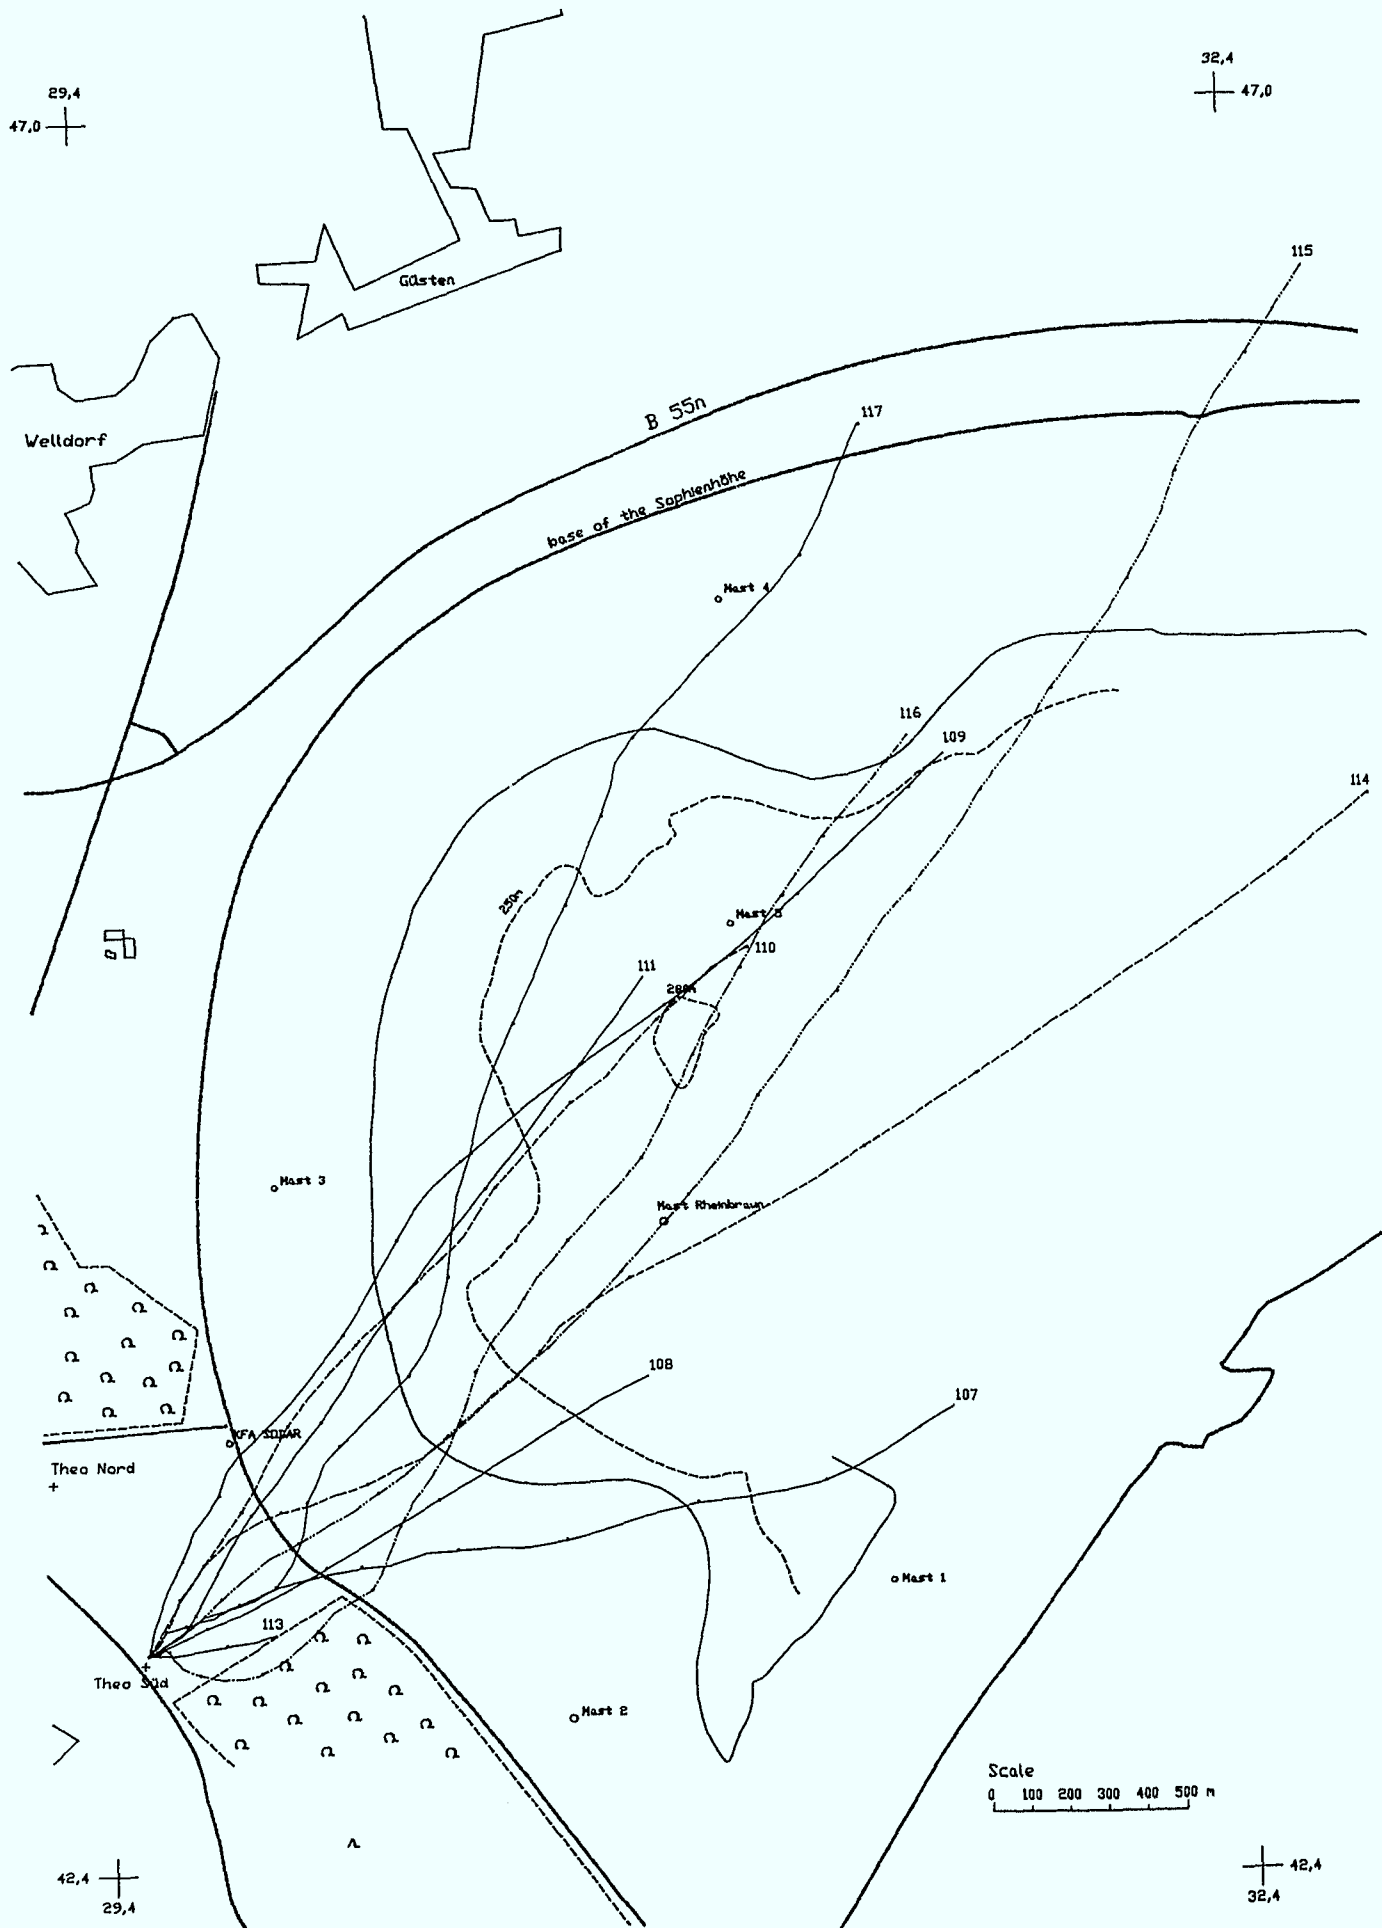 32,4
47,0
29,4
47,0
115
Güsten
B 55n
117
Welldorf
base of the Sophienhöhe
Mast 4
116
109
114
250m
Mast 5
110
111
280m
Mast 3
Mast Rheinbraun
108
107
KFA SODAR
Theo Nord
Mast 1
113
Theo Süd
Mast 2
Scale
0 100 200 300 400 500 m
42,4
29,4
42,4
32,4